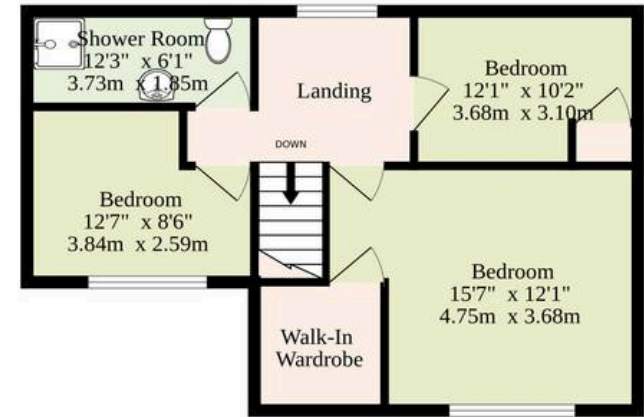 Shower Room
12'3" x 6'1"
3.73m x 1.85m
Landing
Bedroom
12'1" x 10'2"
3.68m x 3.10m
DOWN
Bedroom
12'7" x 8'6"
3.84m x 2.59m
Bedroom
15'7" x 12'1"
4.75m x 3.68m
Walk-In
Wardrobe